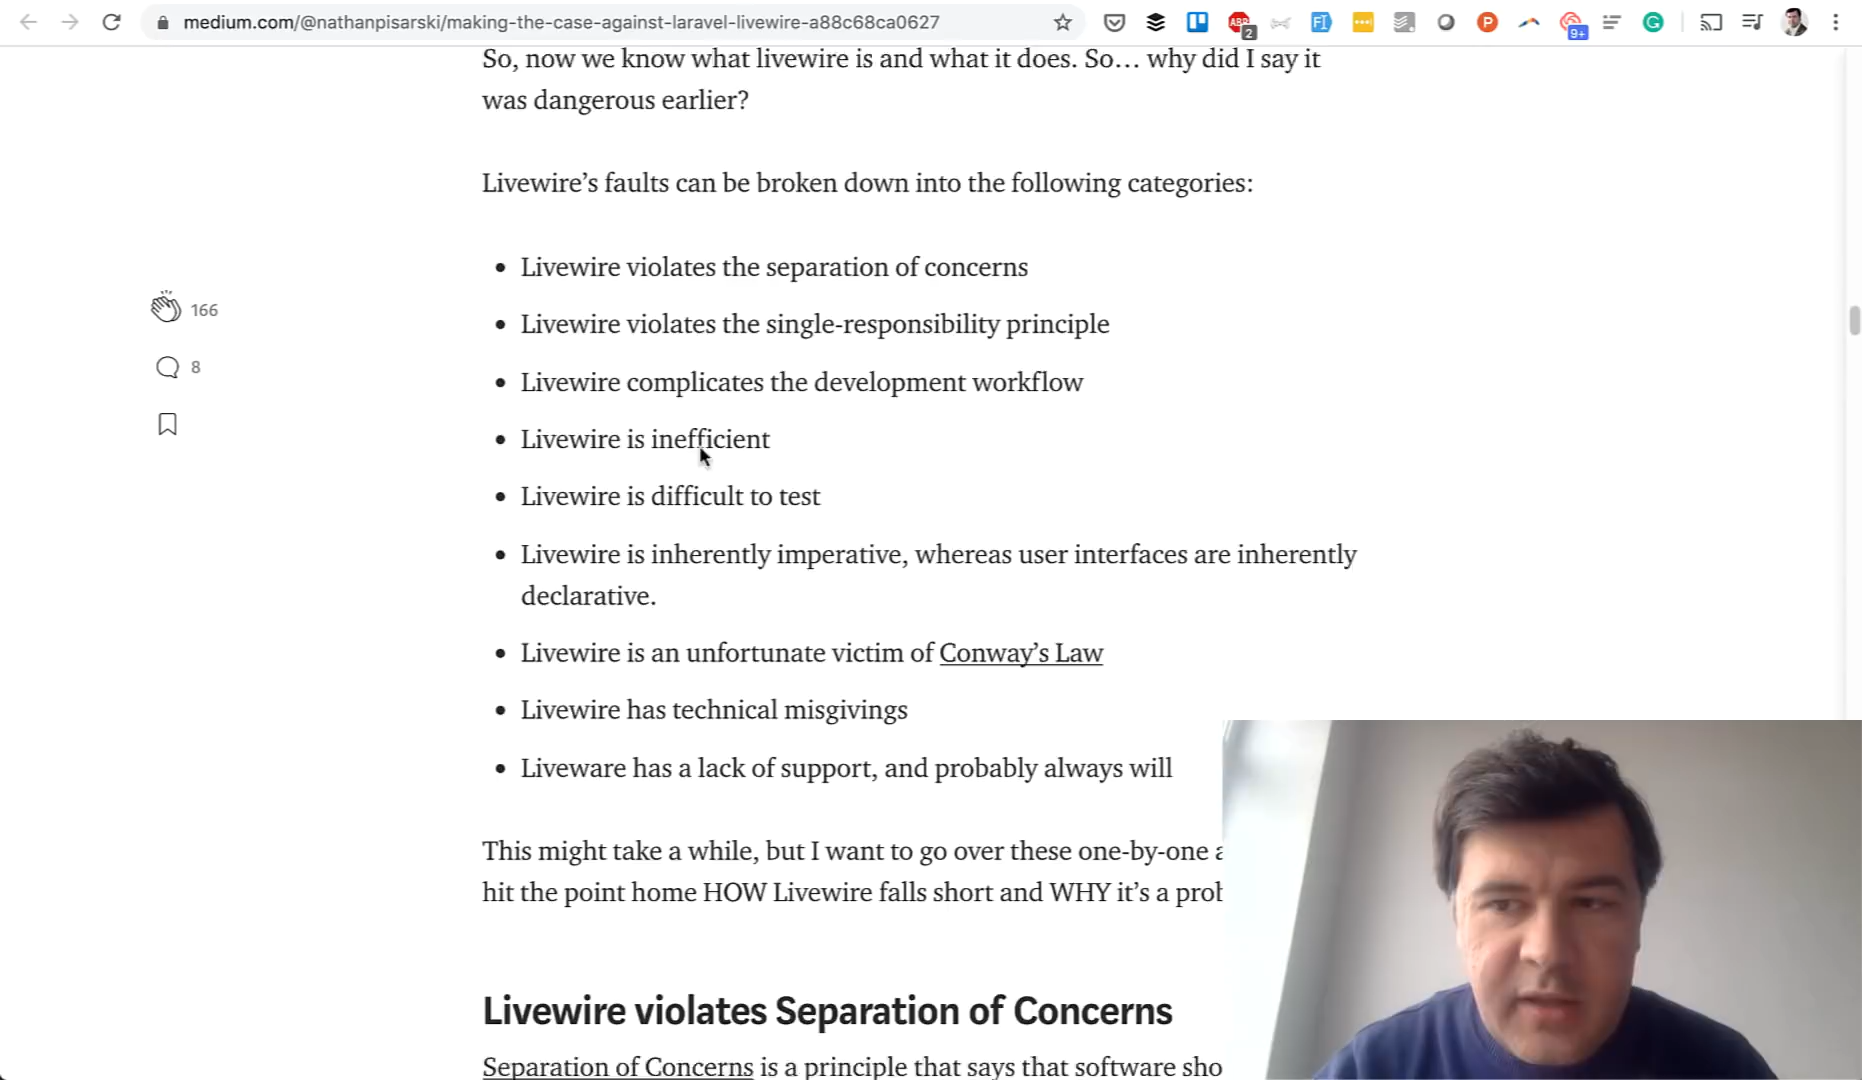 medium.com/@nathanpisarski/making-the-case-against-laravel-livewire-a88c68ca0627
ABP
2
FI
P
9+
G
So, now we know what livewire is and what it does. So… why did I say it
was dangerous earlier?
Livewire’s faults can be broken down into the following categories:
• Livewire violates the separation of concerns
• Livewire violates the single-responsibility principle
• Livewire complicates the development workflow
• Livewire is inefficient
• Livewire is difficult to test
• Livewire is inherently imperative, whereas user interfaces are inherently
declarative.
• Livewire is an unfortunate victim of Conway’s Law
• Livewire has technical misgivings
• Liveware has a lack of support, and probably always will
166
8
This might take a while, but I want to go over these one-by-one
hit the point home HOW Livewire falls short and WHY it’s a
Livewire violates Separation of Concerns
Separation of Concerns is a principle that says that software